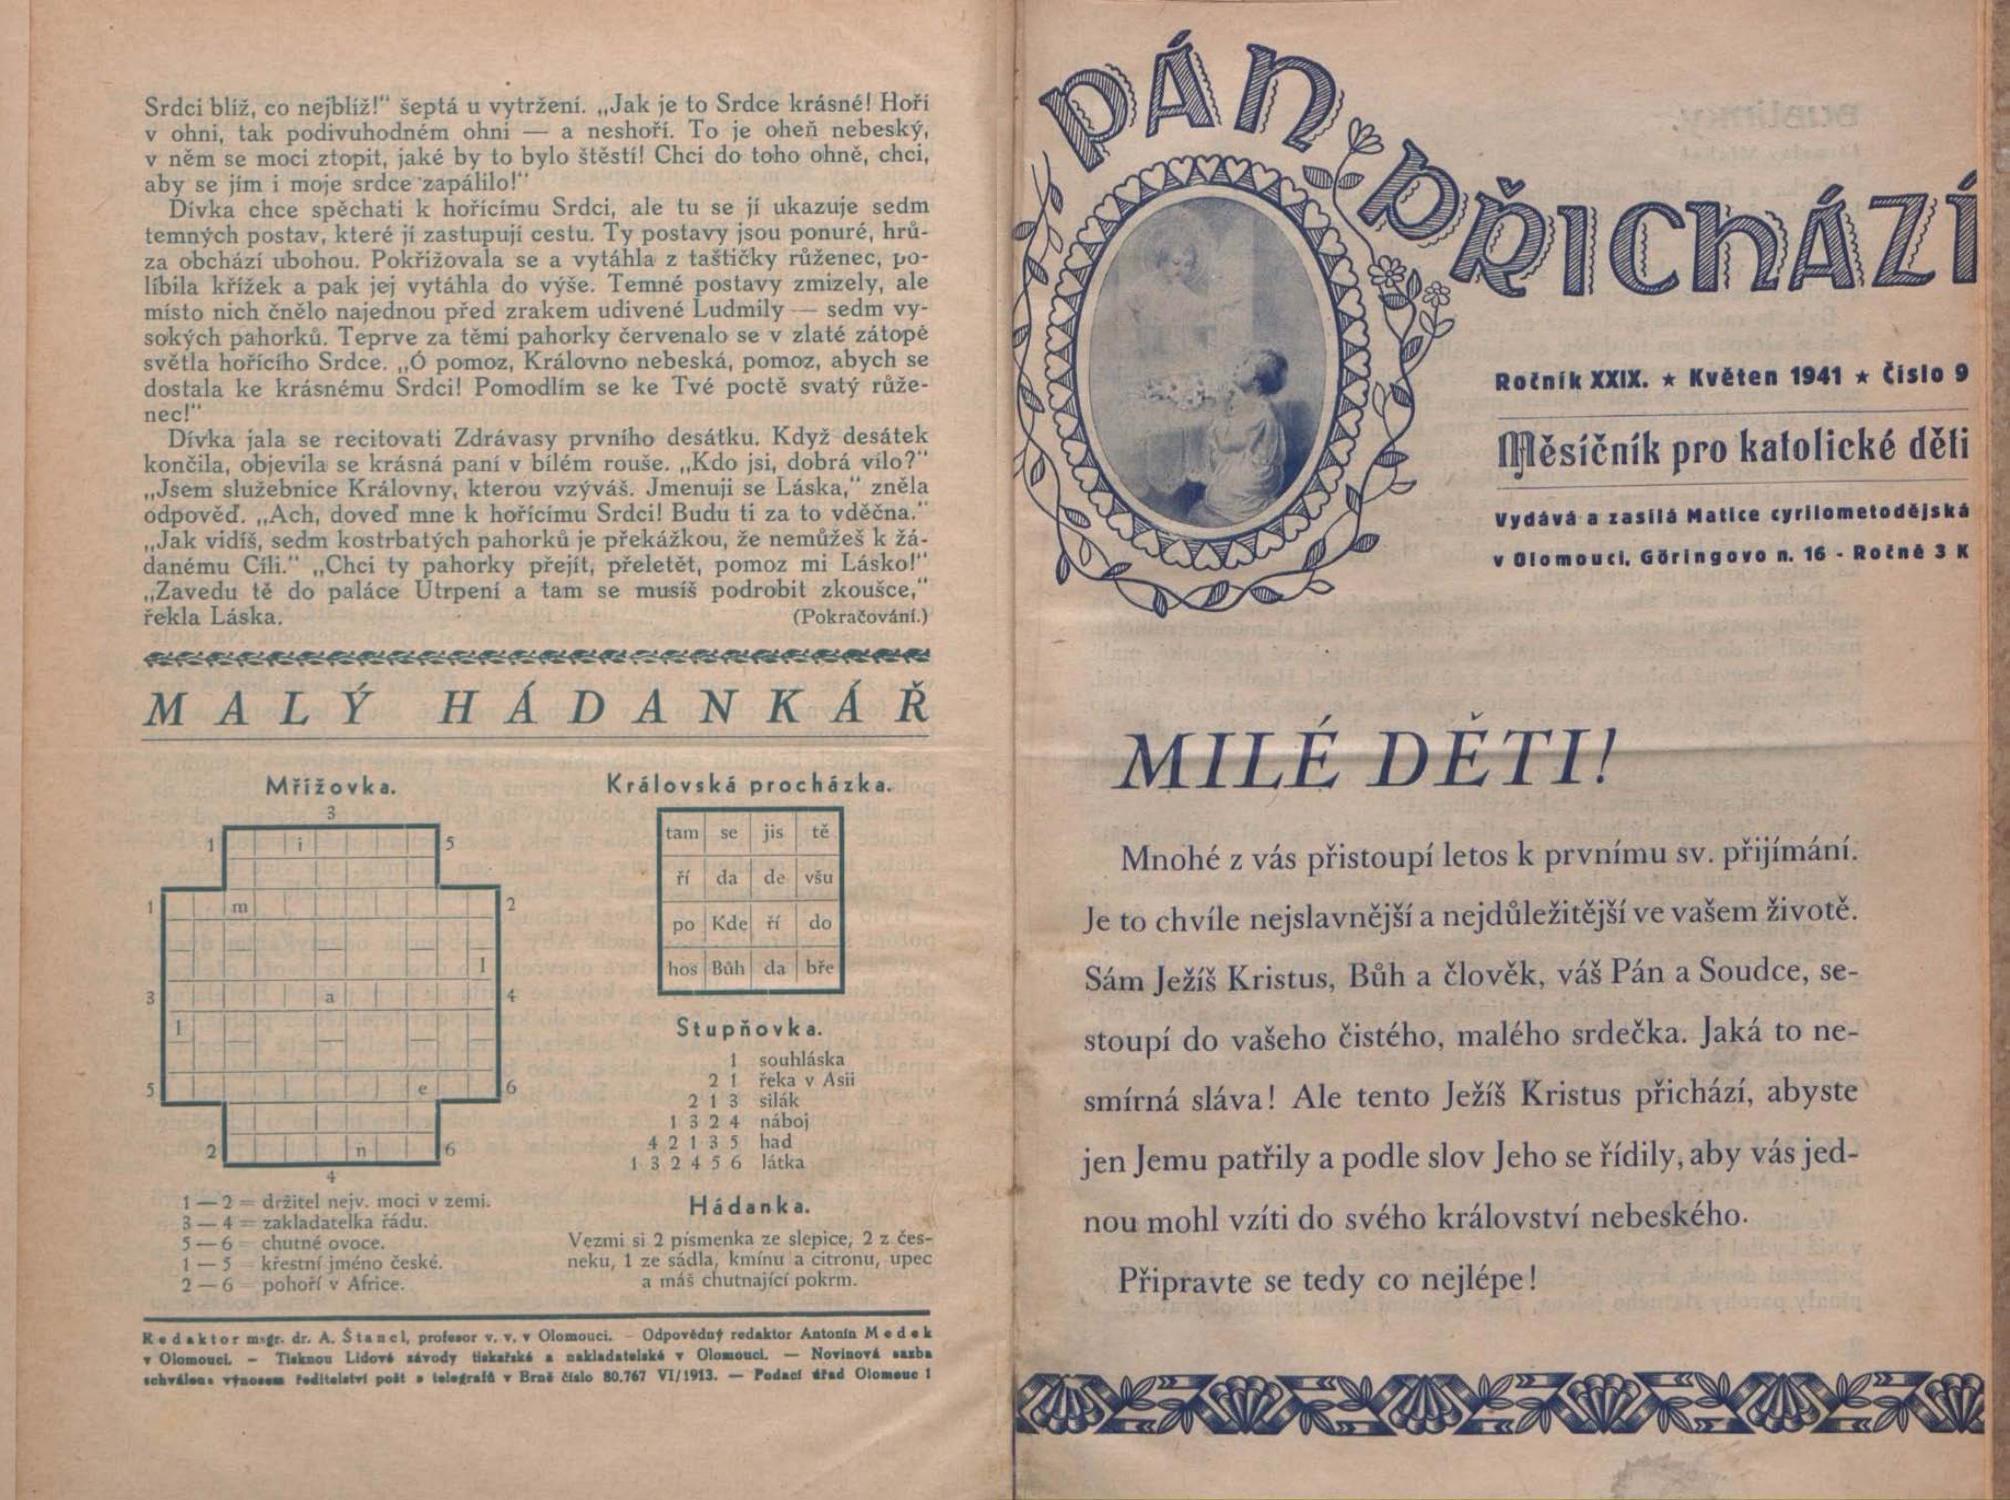 Srdci blíž, co nejblíž!" šeptá u vytržení. „Jak je to Srdce krásné! Hoří
v ohni, tak podivuhodném ohni — a neshoří. To je oheň nebeský,
v něm se moci ztopit, jaké by to bylo štěstí! Chci do toho ohně, chci,
aby se jím i moje srdce zapálilo!"
Dívka chce spěchati k hořícímu Srdci, ale tu se jí ukazuje sedm
temných postav, které jí zastupují cestu. Ty postavy jsou ponuré, hrů-
za obchází ubohou. Pokřižovala se a vytáhla z taštičky růženec, po-
líbila křížek a pak jej vytáhla do výše. Temné postavy zmizely, ale
místo nich čnělo najednou před zrakem udivené Ludmily — sedm vy-
sokých pahorků. Teprve za těmi pahorky červenalo se v zlaté zátopě
světla hořícího Srdce. „Ó pomoz, Královno nebeská, pomoz, abych se
dostala ke krásnému Srdci! Pomodlím se ke Tvé poctě svatý růže-
nec!"
Dívka jala se recitovati Zdrávasy prvního desátku. Když desátek
končila, objevila se krásná paní v bílém rouše. „Kdo jsi, dobrá vílo?"
„Jsem služebnice Královny, kterou vzýváš. Jmenuji se Láska," zněla
odpověď. „Ach, doveď mne k hořícímu Srdci! Budu ti za to vděčna."
„Jak vidíš, sedm kostrbatých pahorků je překážkou, že nemůžeš k žá-
danému Cíli." „Chci ty pahorky přejít, přeletět, pomoz mi Lásko!"
„Zavedu tě do paláce Utrpení a tam se musíš podrobit zkoušce,"
řekla Láska. (Pokračování.)
MALÝ HÁDANKÁŘ
Mřížovka.
3
1 i 5
1 m 2
l
3 a 4
l
5 e 6
2 n 6
4
1 — 2 = držitel nejv. moci v zemi.
3 — 4 = zakladatelka řádu.
5 — 6 = chutné ovoce.
1 — 5 = křestní jméno české.
2 — 6 = pohoří v Africe.
Královská procházka.
tam se jis tě
ří da de všu
po Kde ří do
hos Bůh da bře
Stupňovka.
1 souhláska
2 1 řeka v Asii
2 1 3 silák
1 3 2 4 náboj
4 2 1 3 5 had
1 3 2 4 5 6 látka
Hádanka.
Vezmi si 2 písmenka ze slepice, 2 z čes-
neku, 1 ze sádla, kmínu a citronu, upec
a máš chutnající pokrm.
Redaktor msgr. dr. A. Štancl, profesor v. v. v Olomouci. — Odpovědný redaktor Antonín Medek
v Olomouci. — Tisknou Lidové závody tiskařské a nakladatelské v Olomouci. — Novinová sazba
schválena výnosem ředitelství pošt a telegrafů v Brně číslo 80.767 VI/1913. — Podací úřad Olomouc 1
PÁN PŘICHÁZÍ
Ročník XXIX. ★ Květen 1941 ★ Číslo 9
Měsíčník pro katolické děti
Vydává a zasílá Matice cyrilometodějská
v Olomouci, Göringovo n. 16 - Ročně 3 K
MILÉ DĚTI!
Mnohé z vás přistoupí letos k prvnímu sv. přijímání.
Je to chvíle nejslavnější a nejdůležitější ve vašem životě.
Sám Ježíš Kristus, Bůh a člověk, váš Pán a Soudce, se-
stoupí do vašeho čistého, malého srdečka. Jaká to ne-
smírná sláva! Ale tento Ježíš Kristus přichází, abyste
jen Jemu patřily a podle slov Jeho se řídily, aby vás jed-
nou mohl vzíti do svého království nebeského.
Připravte se tedy co nejlépe!